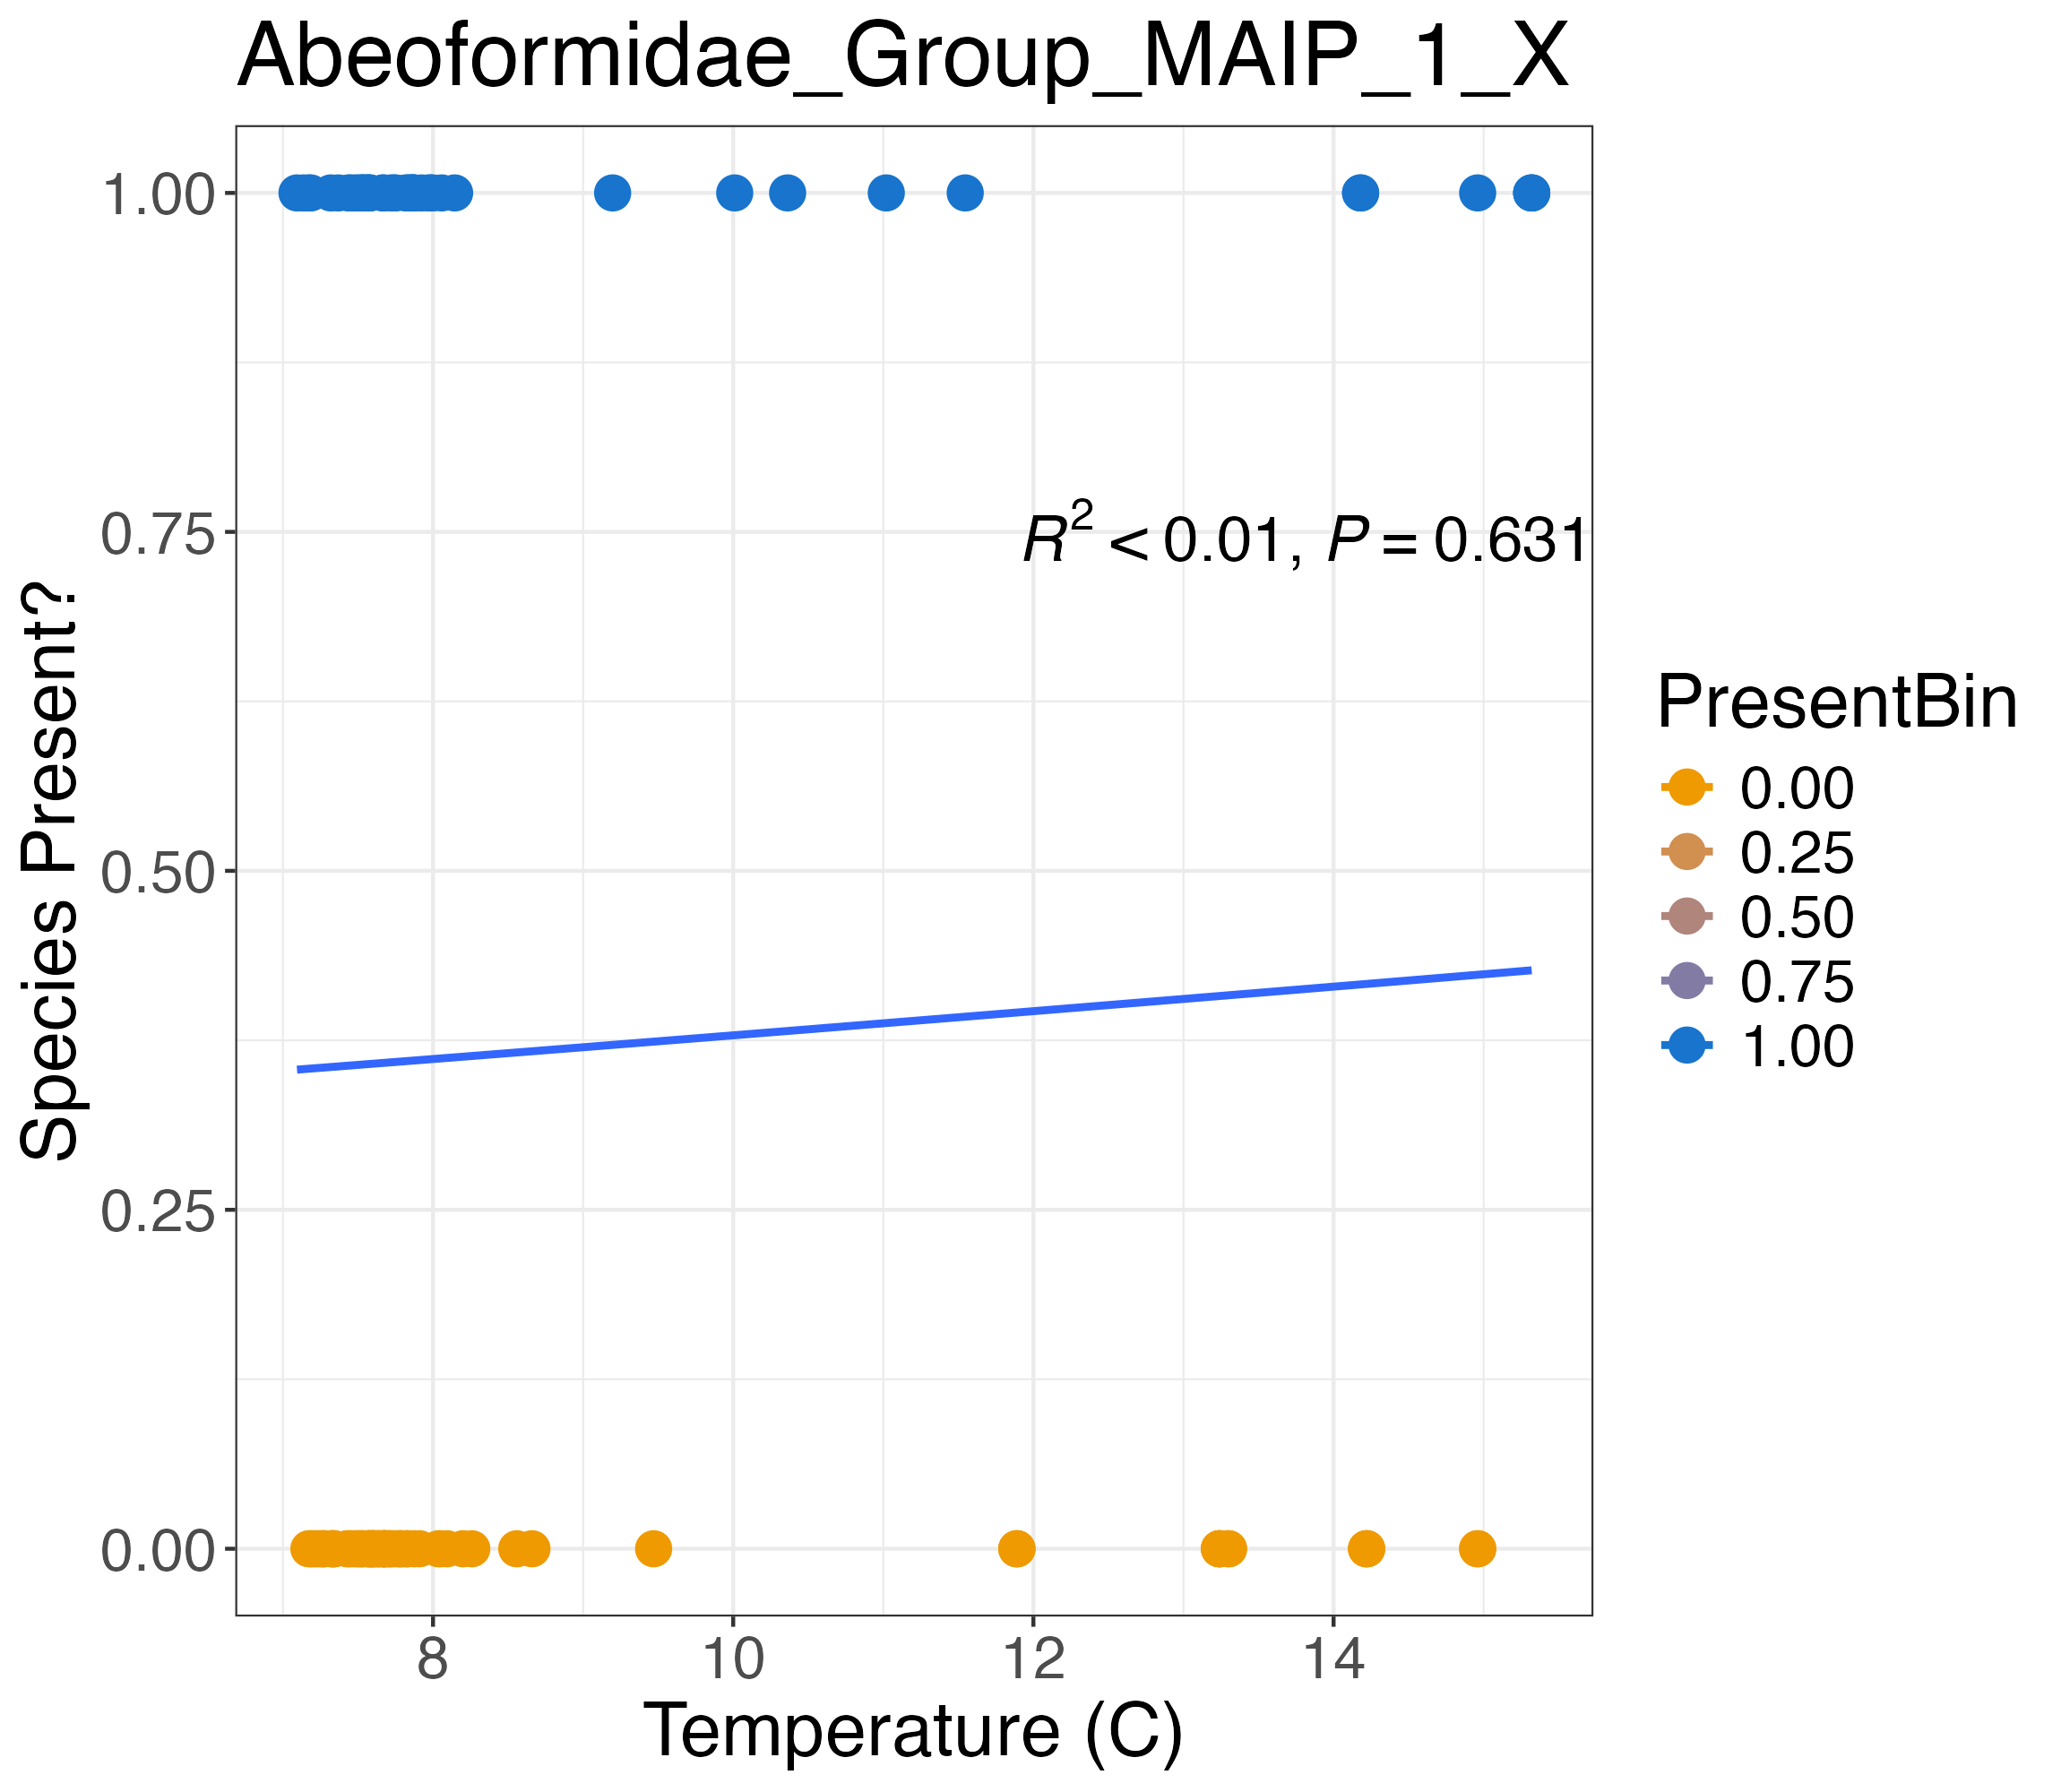 Abeoformidae_Group_MAIP_1_X
1.00
0.75
0.50
0.25
0.00
Species Present?
R² < 0.01, P = 0.631
8 10 12 14
Temperature (C)
PresentBin
0.00
0.25
0.50
0.75
1.00